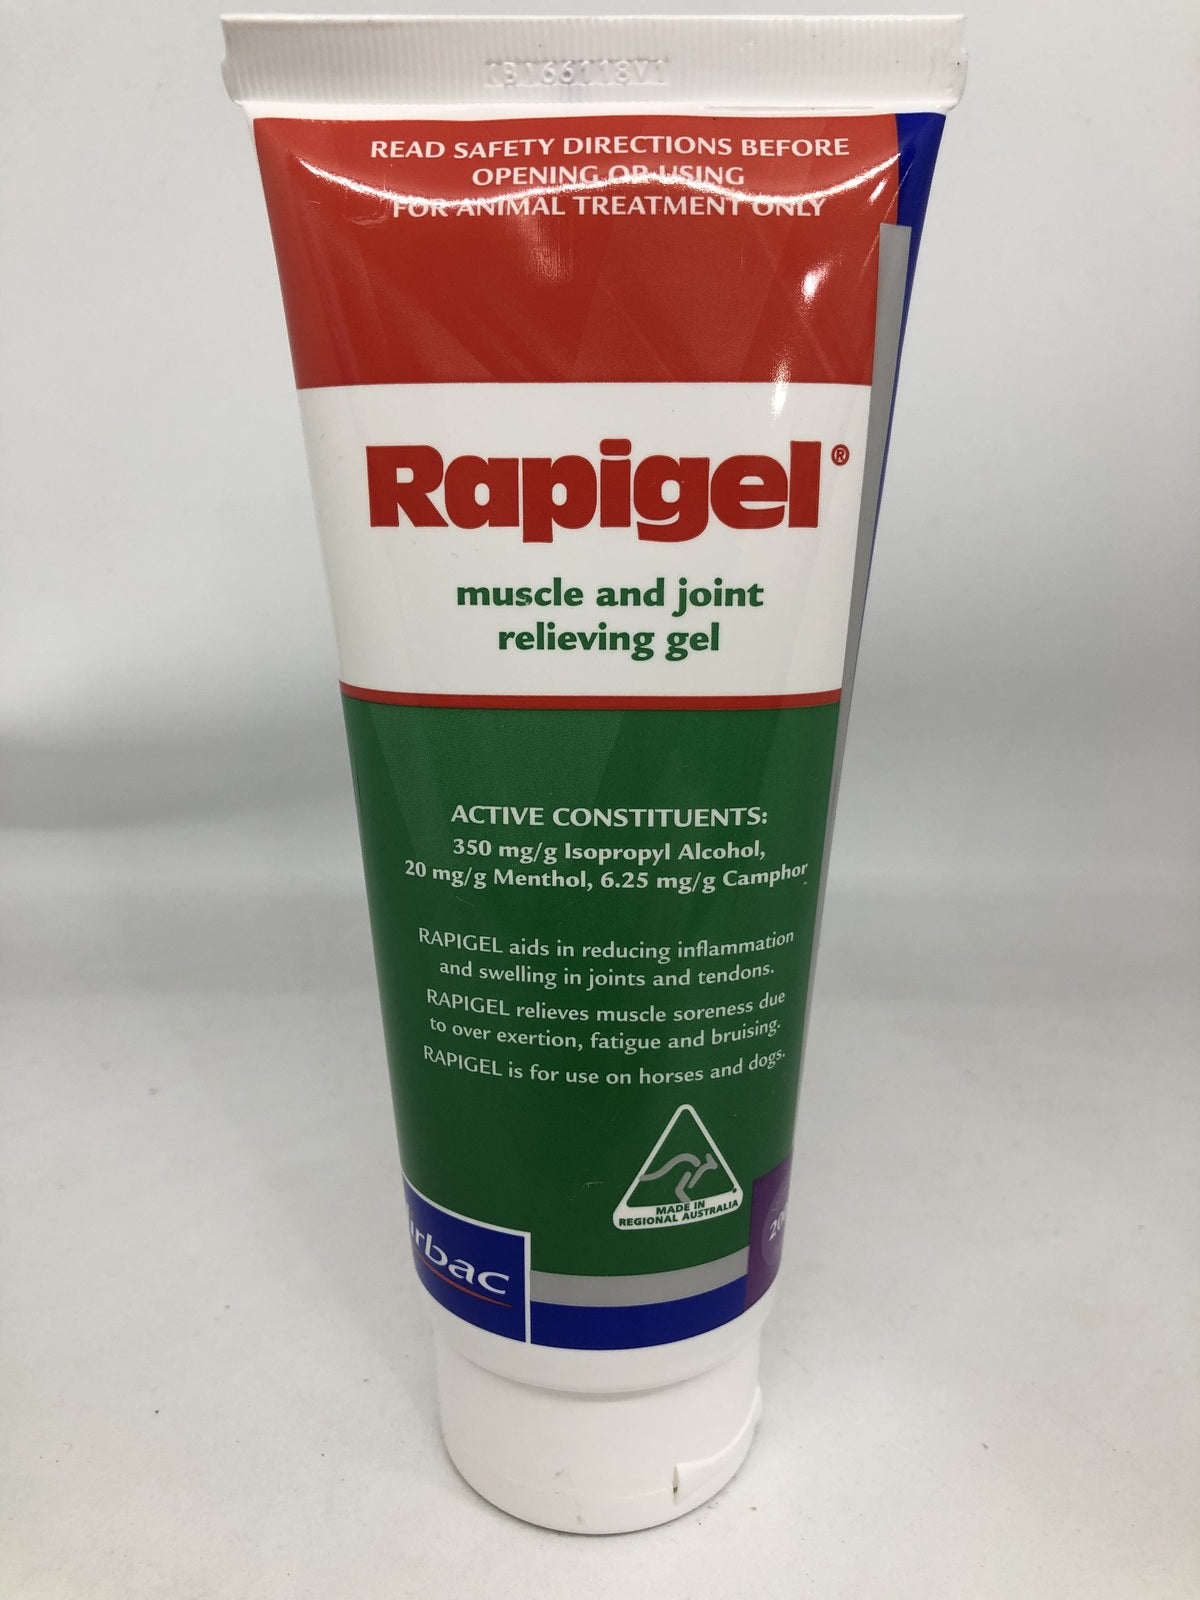 READ SAFETY DIRECTIONS BEFORE
OPENING OR USING
FOR ANIMAL TREATMENT ONLY
Rapigel®
muscle and joint
relieving gel
ACTIVE CONSTITUENTS:
350 mg/g Isopropyl Alcohol,
20 mg/g Menthol, 6.25 mg/g Camphor
RAPIGEL aids in reducing inflammation
and swelling in joints and tendons.
RAPIGEL relieves muscle soreness due
to over exertion, fatigue and bruising.
RAPIGEL is for use on horses and dogs.
MADE IN
REGIONAL AUSTRALIA
irbac